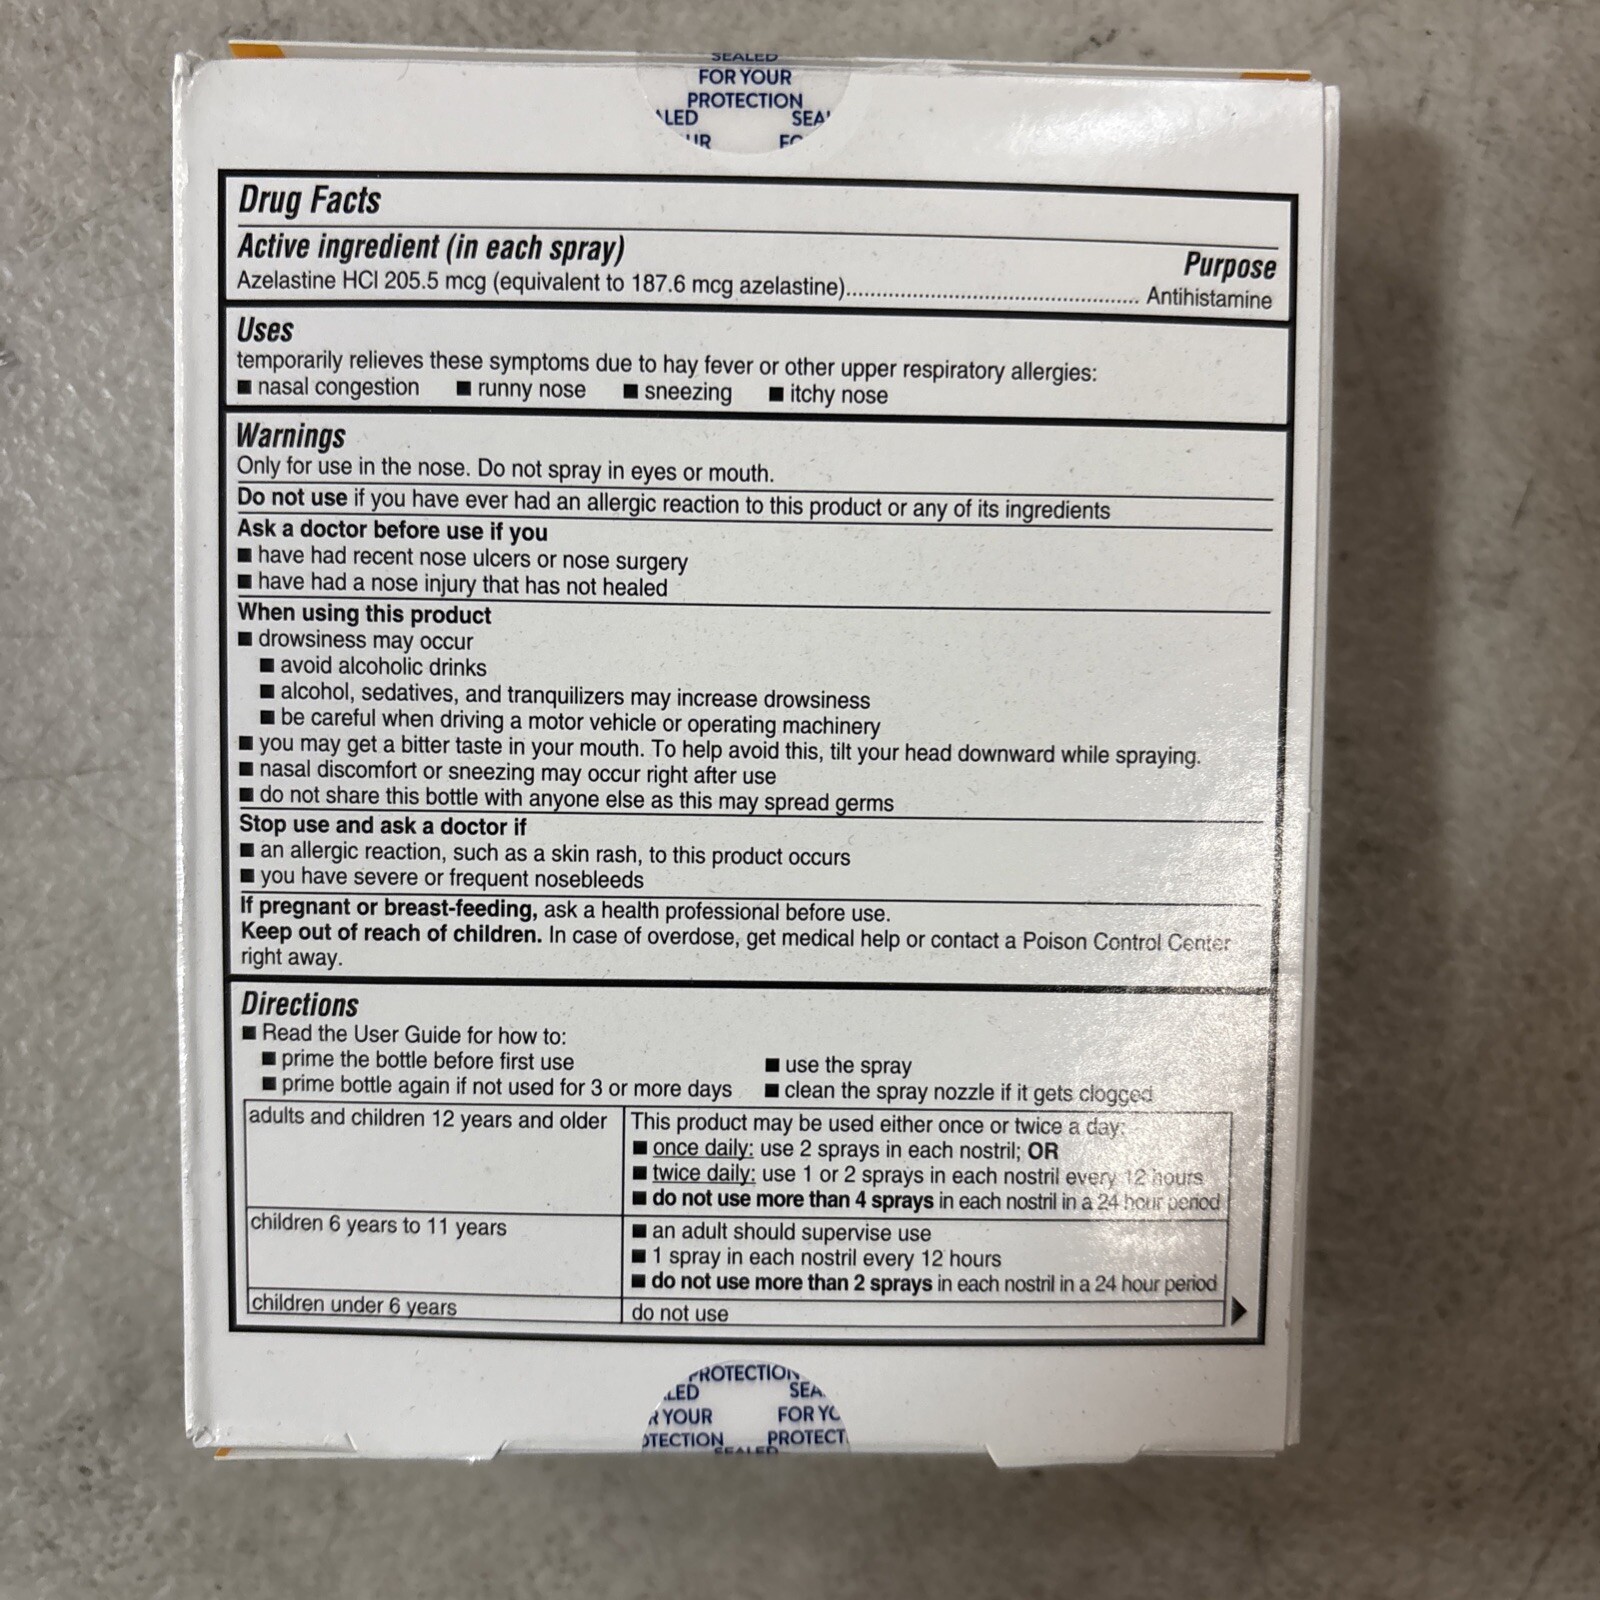 SEALED
FOR YOUR
PROTECTION
Drug Facts
Active ingredient (in each spray) Purpose
Azelastine HCl 205.5 mcg (equivalent to 187.6 mcg azelastine)................................................ Antihistamine
Uses
temporarily relieves these symptoms due to hay fever or other upper respiratory allergies:
■ nasal congestion ■ runny nose ■ sneezing ■ itchy nose
Warnings
Only for use in the nose. Do not spray in eyes or mouth.
Do not use if you have ever had an allergic reaction to this product or any of its ingredients
Ask a doctor before use if you
■ have had recent nose ulcers or nose surgery
■ have had a nose injury that has not healed
When using this product
■ drowsiness may occur
■ avoid alcoholic drinks
■ alcohol, sedatives, and tranquilizers may increase drowsiness
■ be careful when driving a motor vehicle or operating machinery
■ you may get a bitter taste in your mouth. To help avoid this, tilt your head downward while spraying.
■ nasal discomfort or sneezing may occur right after use
■ do not share this bottle with anyone else as this may spread germs
Stop use and ask a doctor if
■ an allergic reaction, such as a skin rash, to this product occurs
■ you have severe or frequent nosebleeds
If pregnant or breast-feeding, ask a health professional before use.
Keep out of reach of children. In case of overdose, get medical help or contact a Poison Control Center
right away.
Directions
■ Read the User Guide for how to:
■ prime the bottle before first use ■ use the spray
■ prime bottle again if not used for 3 or more days ■ clean the spray nozzle if it gets clogged
adults and children 12 years and older This product may be used either once or twice a day:
■ once daily: use 2 sprays in each nostril; OR
■ twice daily: use 1 or 2 sprays in each nostril every 12 hours
■ do not use more than 4 sprays in each nostril in a 24 hour period
children 6 years to 11 years ■ an adult should supervise use
■ 1 spray in each nostril every 12 hours
■ do not use more than 2 sprays in each nostril in a 24 hour period
children under 6 years do not use
YOUR FOR
SEALED